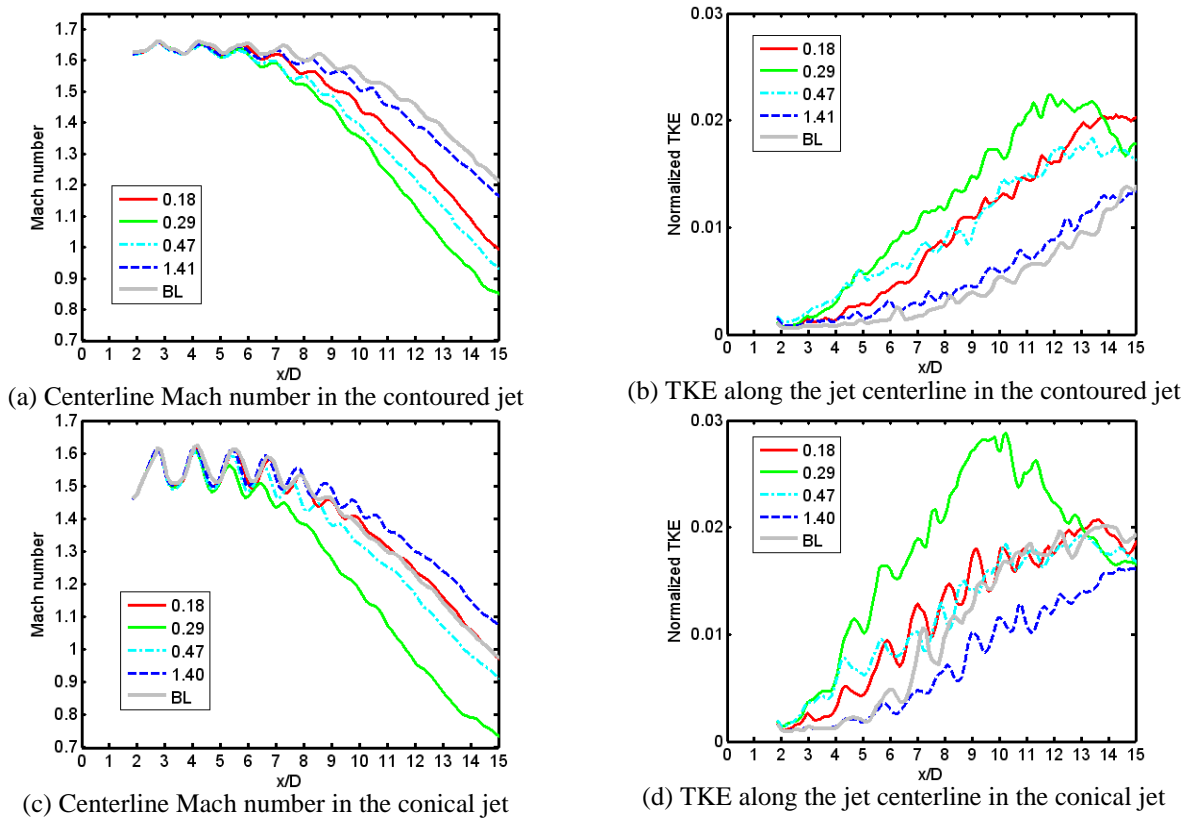 1.7
1.6
1.5
1.4
1.3
1.2
1.1
1
0.9
0.8
0.7
Mach number
0.18
0.29
0.47
1.41
BL
0 1 2 3 4 5 6 7 8 9 10 11 12 13 14 15
x/D
(a) Centerline Mach number in the contoured jet
0.03
0.02
0.01
0
Normalized TKE
0.18
0.29
0.47
1.41
BL
0 1 2 3 4 5 6 7 8 9 10 11 12 13 14 15
x/D
(b) TKE along the jet centerline in the contoured jet
1.7
1.6
1.5
1.4
1.3
1.2
1.1
1
0.9
0.8
0.7
Mach number
0.18
0.29
0.47
1.40
BL
0 1 2 3 4 5 6 7 8 9 10 11 12 13 14 15
x/D
(c) Centerline Mach number in the conical jet
0.03
0.02
0.01
0
Normalized TKE
0.18
0.29
0.47
1.40
BL
0 1 2 3 4 5 6 7 8 9 10 11 12 13 14 15
x/D
(d) TKE along the jet centerline in the conical jet